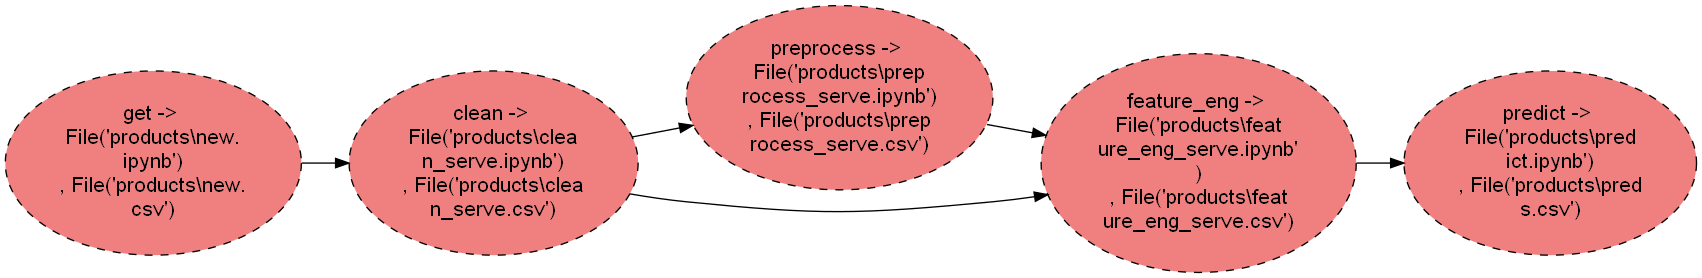 get ->
File('products\new.
ipynb')
, File('products\new.
csv')
clean ->
File('products\clea
n_serve.ipynb')
, File('products\clea
n_serve.csv')
preprocess ->
File('products\prep
rocess_serve.ipynb')
, File('products\prep
rocess_serve.csv')
feature_eng ->
File('products\feat
ure_eng_serve.ipynb'
)
, File('products\feat
ure_eng_serve.csv')
predict ->
File('products\pred
ict.ipynb')
, File('products\pred
s.csv')